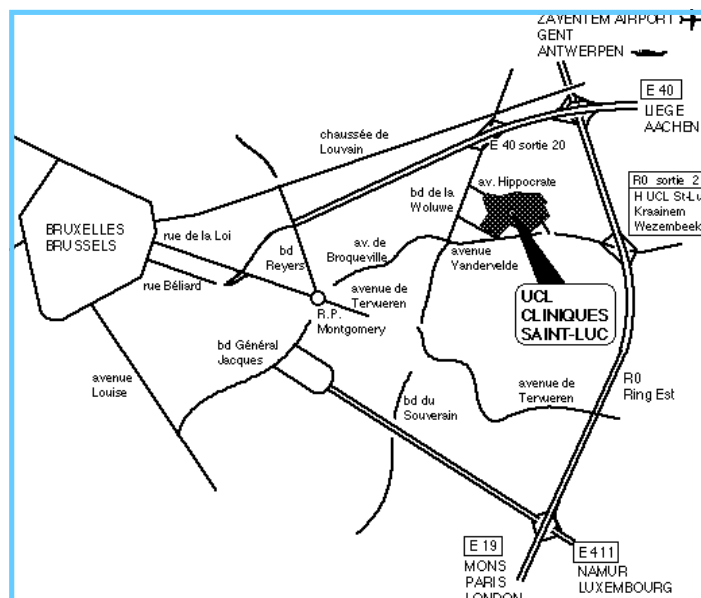 ZAVENTEM AIRPORT
GENT
ANTWERPEN
E 40
LIEGE
AACHEN
chaussée de
Louvain
E 40 sortie 20
R0 sortie 2
H UCL St-Lu
Kraainem
Wezembeek
av. Hippocrate
bd de la
Woluwe
BRUXELLES
BRUSSELS
rue de la Loi
bd
Reyers
av. de
Broqueville
avenue
Vandervelde
rue Béliard
avenue de
Tervueren
R.P.
Montgomery
UCL
CLINIQUES
SAINT-LUC
bd Général
Jacques
avenue
Louise
bd du
Souverain
avenue de
Tervueren
R0
Ring Est
E 19
MONS
PARIS
LONDON
E 411
NAMUR
LUXEMBOURG